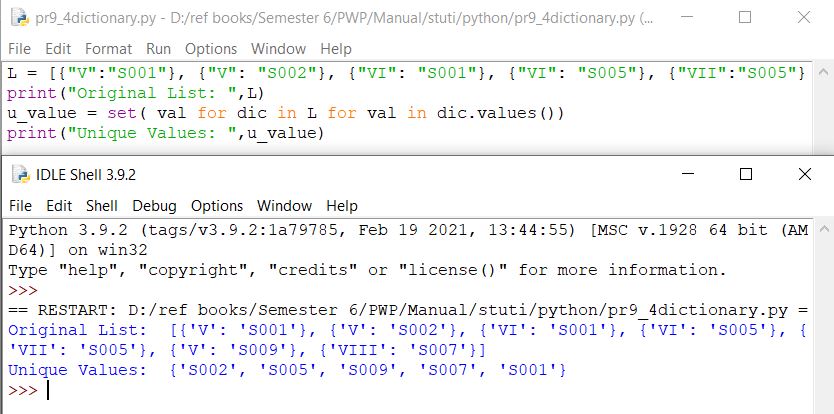 pr9_4dictionary.py - D:/ref books/Semester 6/PWP/Manual/stuti/python/pr9_4dictionary.py (...
File Edit Format Run Options Window Help
L = [{"V":"S001"}, {"V": "S002"}, {"VI": "S001"}, {"VI": "S005"}, {"VII":"S005"}
print("Original List: ",L)
u_value = set( val for dic in L for val in dic.values())
print("Unique Values: ",u_value)
IDLE Shell 3.9.2
File Edit Shell Debug Options Window Help
Python 3.9.2 (tags/v3.9.2:1a79785, Feb 19 2021, 13:44:55) [MSC v.1928 64 bit (AM
D64)] on win32
Type "help", "copyright", "credits" or "license()" for more information.
>>>
== RESTART: D:/ref books/Semester 6/PWP/Manual/stuti/python/pr9_4dictionary.py =
Original List:  [{'V': 'S001'}, {'V': 'S002'}, {'VI': 'S001'}, {'VI': 'S005'}, {
'VII': 'S005'}, {'V': 'S009'}, {'VIII': 'S007'}]
Unique Values:  {'S002', 'S005', 'S009', 'S007', 'S001'}
>>>